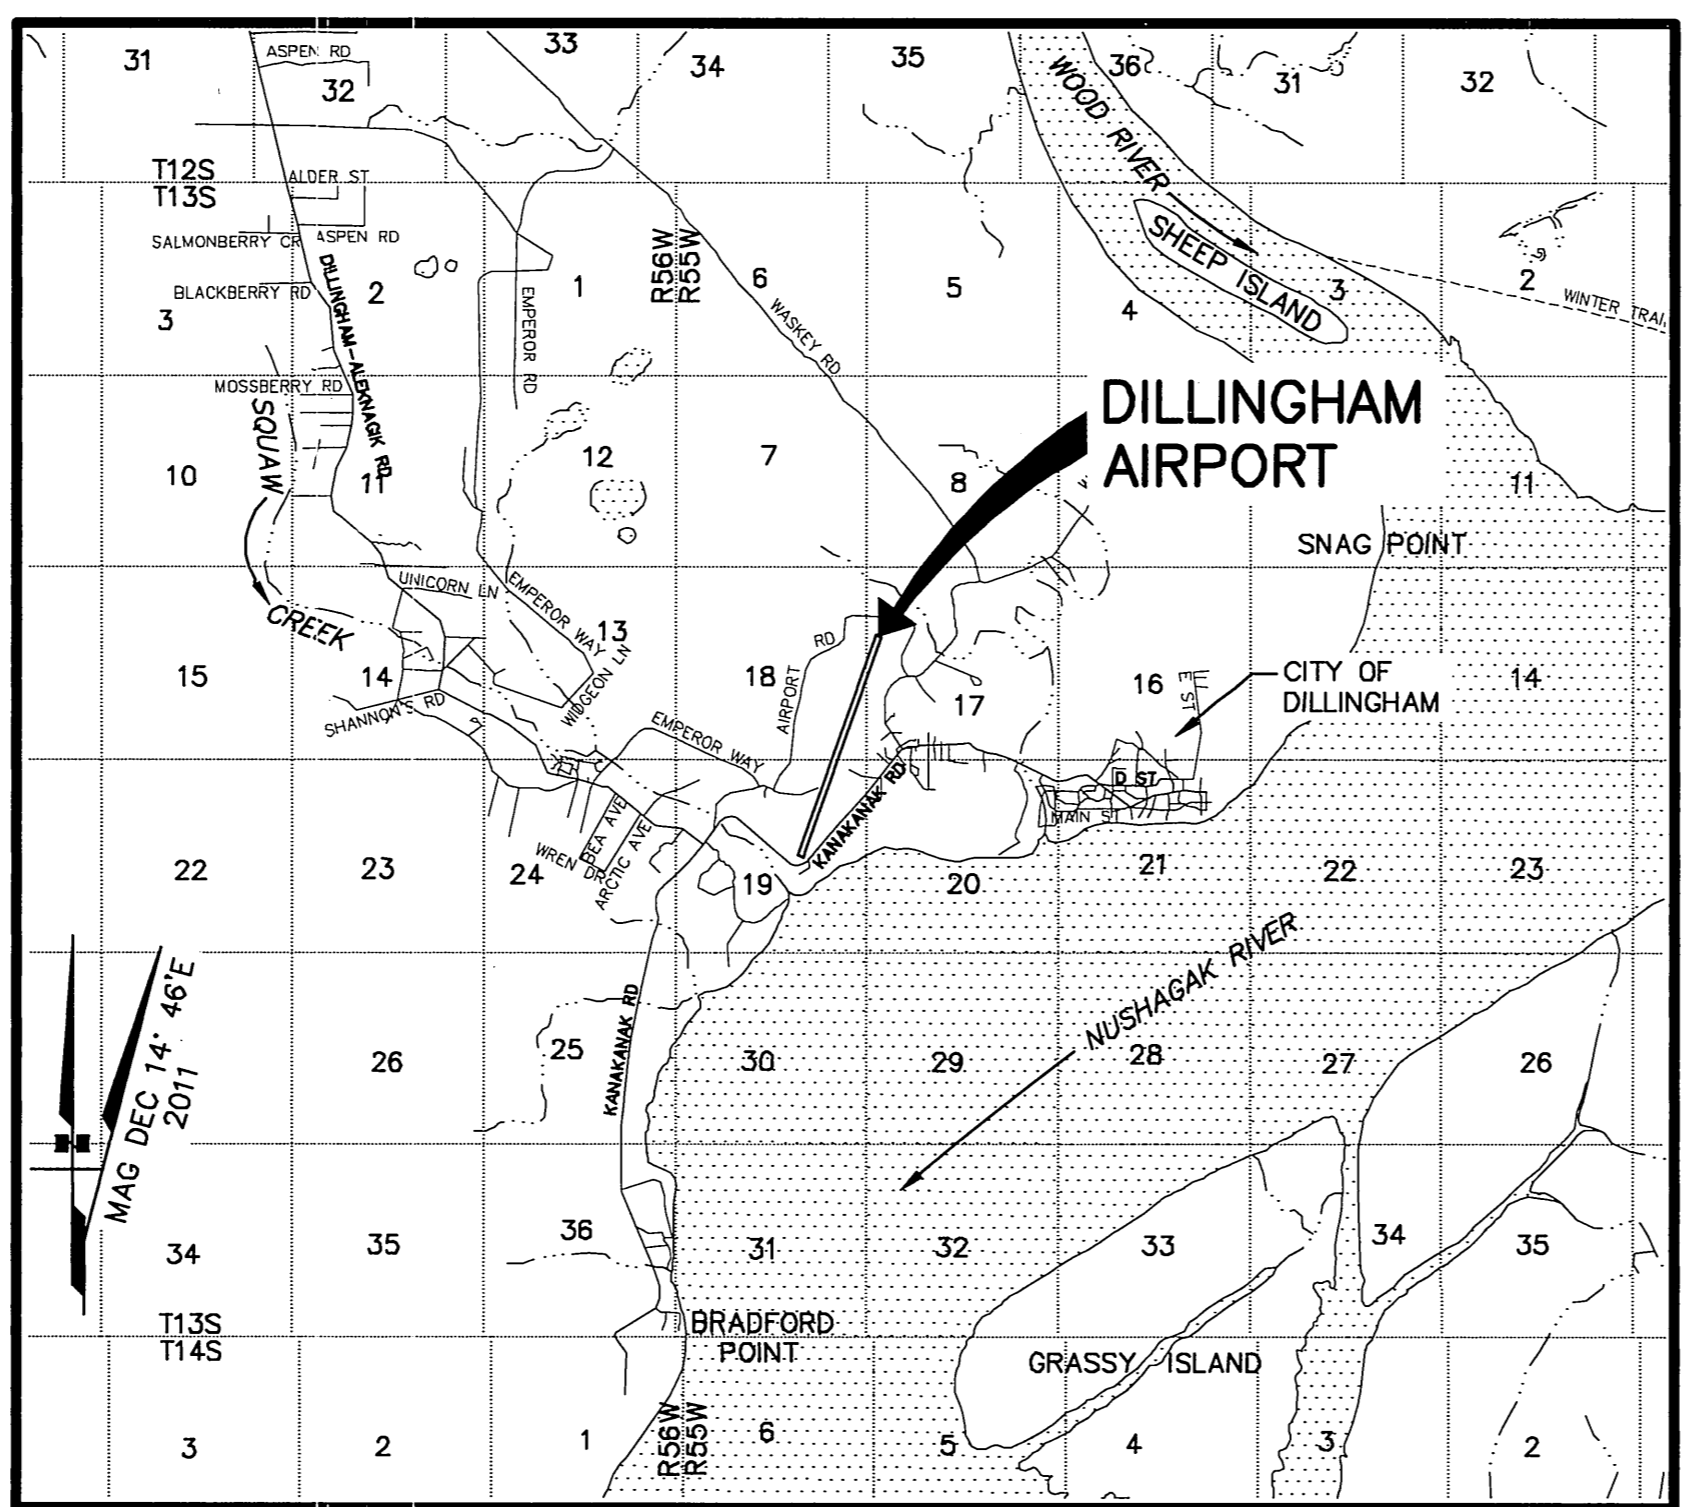 31
ASPEN RD
32
33
34
35
36
31
32
WOOD RIVER
T12S
T13S
ALDER ST
SALMONBERRY CR
ASPEN RD
BLACKBERRY RD
3
DILLINGHAM-ALEKNAGIK RD
2
EMPEROR RD
1
R56W
R55W
6
WASKEY RD
5
4
SHEEP ISLAND
3
2
WINTER TRAI
MOSSBERRY RD
SQUAW
CREEK
10
11
12
7
8
DILLINGHAM
AIRPORT
11
SNAG POINT
UNICORN LN
EMPEROR WAY
13
WIDGEON LN
15
14
SHANNON'S RD
EMPEROR WAY
18
AIRPORT
RD
17
16
E ST
CITY OF
DILLINGHAM
14
D ST
MAIN ST
KANAKANAK RD
22
23
24
WREN DR
BEA AVE
ARCTIC AVE
19
20
21
22
23
MAG DEC 14° 46'E
2011
26
25
KANAKANAK RD
30
29
NUSHAGAK RIVER
28
27
26
34
35
36
31
32
33
34
35
T13S
T14S
BRADFORD
POINT
GRASSY ISLAND
3
2
1
R56W
R55W
6
5
4
3
2